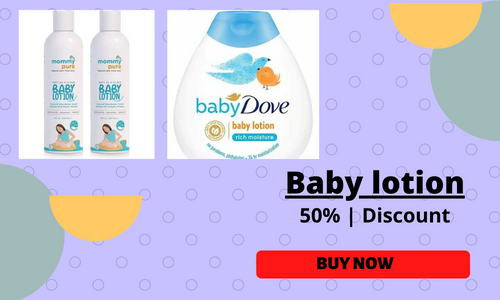 mommy
pure
BABY
LOTION
mommy
pure
BABY
LOTION
baby Dove
baby lotion
rich moisture
Baby lotion
50% | Discount
BUY NOW